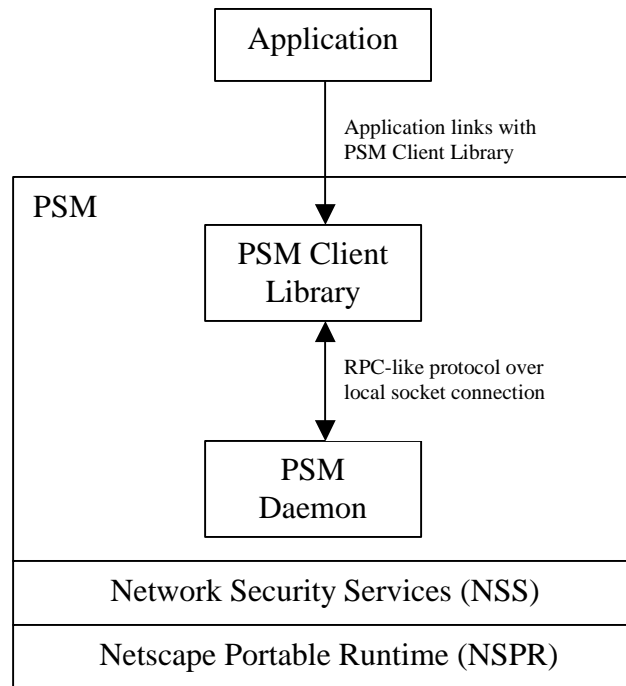 Application
Application links with
PSM Client Library
PSM
PSM Client
Library
RPC-like protocol over
local socket connection
PSM
Daemon
Network Security Services (NSS)
Netscape Portable Runtime (NSPR)